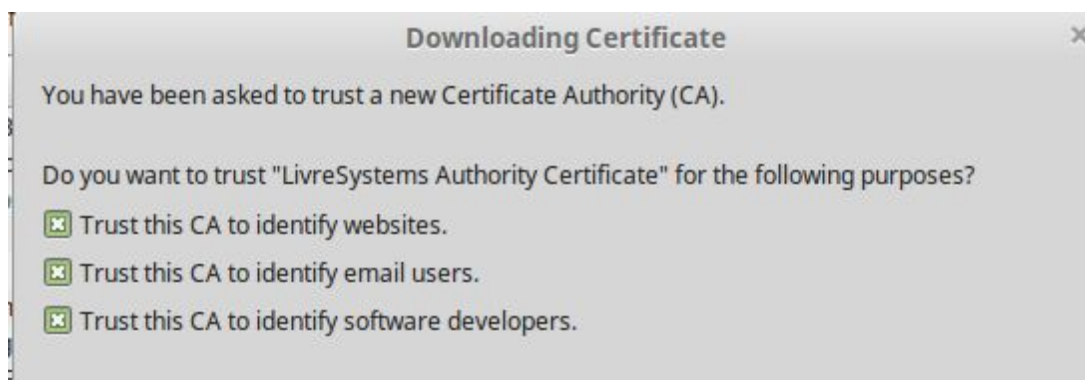 Downloading Certificate
You have been asked to trust a new Certificate Authority (CA).
Do you want to trust "LivreSystems Authority Certificate" for the following purposes?
Trust this CA to identify websites.
Trust this CA to identify email users.
Trust this CA to identify software developers.